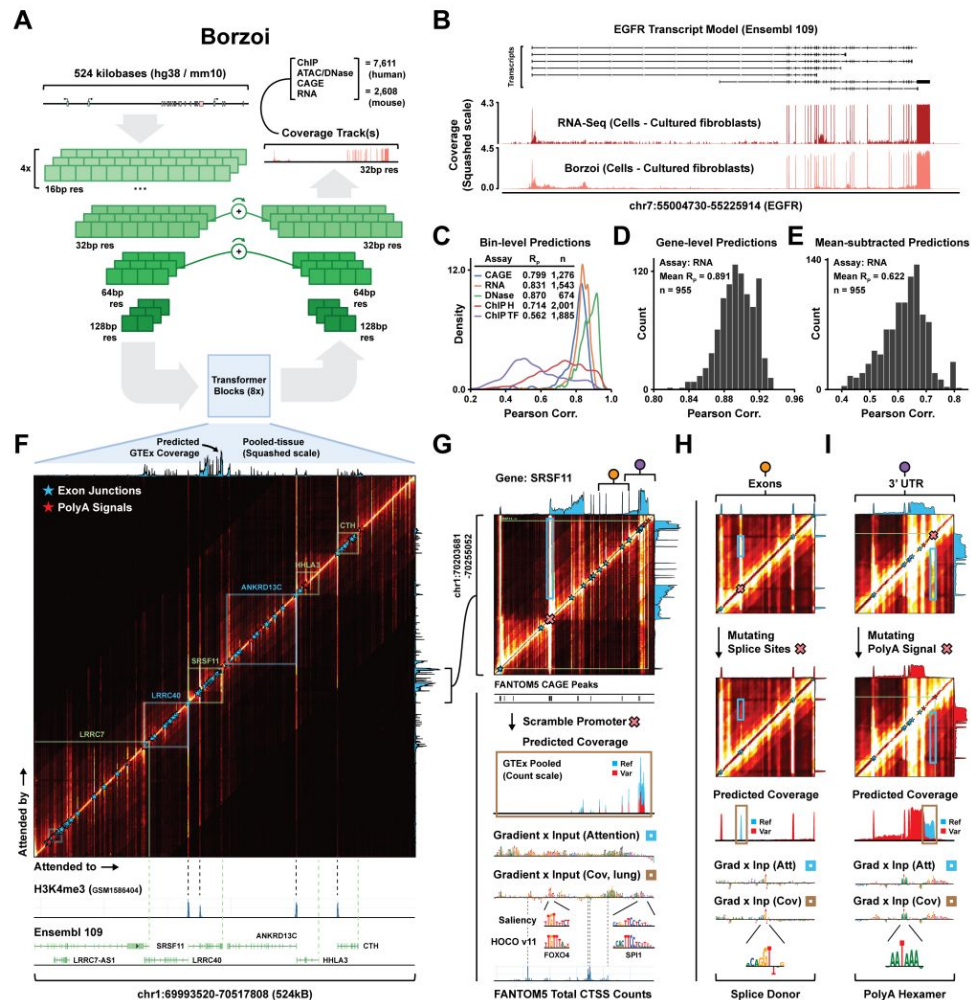 A
Borzoi
524 kilobases (hg38 / mm10)
ChIP
ATAC/DNase
CAGE
RNA
= 7,611
(human)
= 2,608
(mouse)
Coverage Track(s)
4x
16bp res
...
32bp res
32bp res
32bp res
64bp
res
64bp
res
128bp
res
128bp
res
Transformer
Blocks (8x)
B
EGFR Transcript Model (Ensembl 109)
Transcripts
Coverage
(Squashed scale)
4.3
RNA-Seq (Cells - Cultured fibroblasts)
4.5
Borzoi (Cells - Cultured fibroblasts)
0.0
chr7:55004730-55225914 (EGFR)
C
Bin-level Predictions
Assay RP n
CAGE 0.799 1,276
RNA 0.831 1,543
DNase 0.870 674
ChIP H 0.714 2,001
ChIP TF 0.562 1,885
12.0
Density
0.0
0.2 0.4 0.6 0.8 1.0
Pearson Corr.
D
Gene-level Predictions
Assay: RNA
Mean RP = 0.891
n = 955
120
Count
0
0.80 0.84 0.88 0.92 0.96
Pearson Corr.
E
Mean-subtracted Predictions
Assay: RNA
Mean RP = 0.622
n = 955
140
Count
0
0.4 0.5 0.6 0.7 0.8
Pearson Corr.
F
Predicted
GTEx Coverage
Pooled-tissue
(Squashed scale)
Exon Junctions
PolyA Signals
CTH
HHLA3
ANKRD13C
SRSF11
LRRC40
LRRC7
Attended by
Attended to
H3K4me3 (GSM1586404)
Ensembl 109
ANKRD13C
SRSF11
CTH
LRRC7-AS1
LRRC40
HHLA3
chr1:69993520-70517808 (524kB)
G
Gene: SRSF11
chr1:70203681
-70255052
FANTOM5 CAGE Peaks
Scramble Promoter
Predicted Coverage
GTEx Pooled
(Count scale)
Ref
Var
Gradient x Input (Attention)
Gradient x Input (Cov, lung)
Saliency
HOCO v11
FOXO4
SPI1
FANTOM5 Total CTSS Counts
H
Exons
Mutating
Splice Sites
Predicted Coverage
Ref
Var
Grad x Inp (Att)
Grad x Inp (Cov)
Splice Donor
I
3' UTR
Mutating
PolyA Signal
Predicted Coverage
Ref
Var
Grad x Inp (Att)
Grad x Inp (Cov)
AAUAAA
PolyA Hexamer